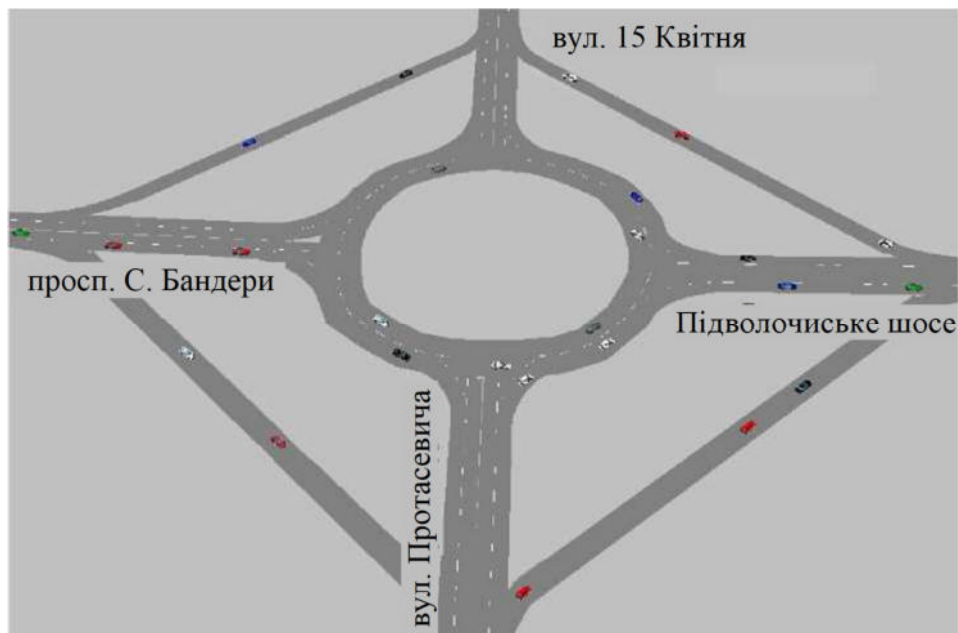 вул. 15 Квітня
просп. С. Бандери
Підволочиське шосе
вул. Протасевича